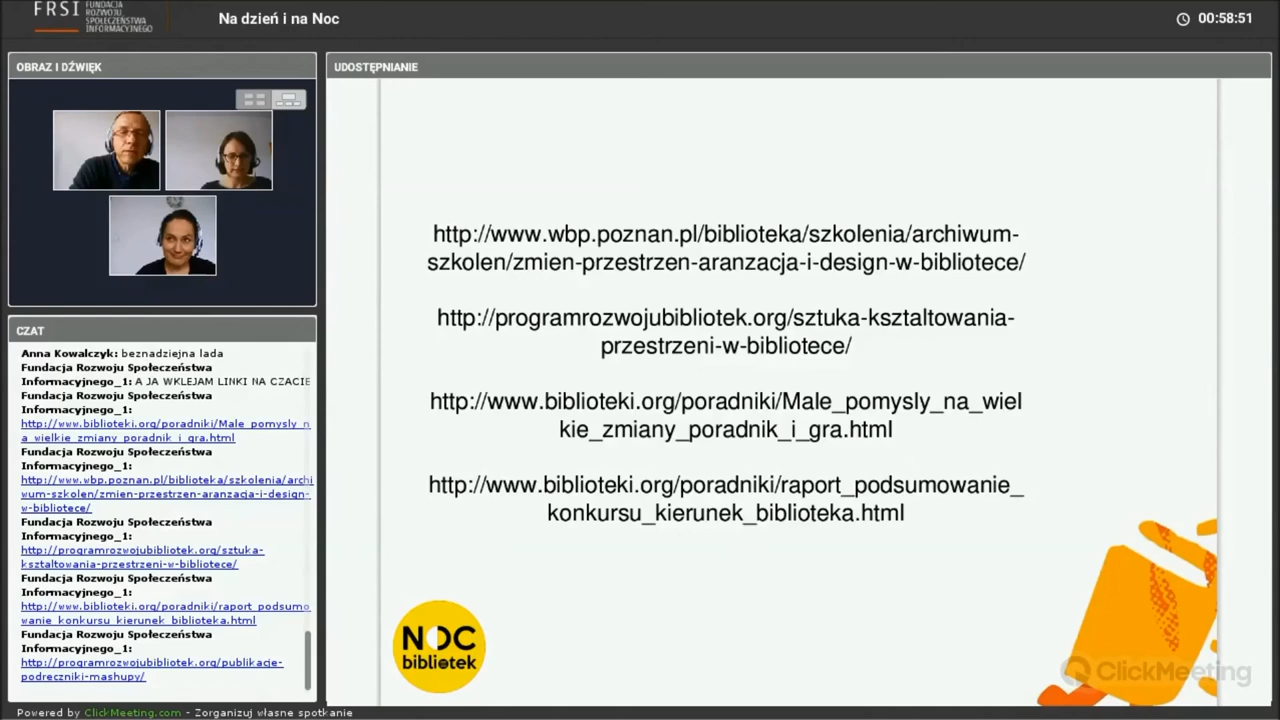 FRSI
FUNDACJA
ROZWOJU
SPOŁECZEŃSTWA
INFORMACYJNEGO
Na dzień i na Noc
00:58:51
OBRAZ I DŹWIĘK
UDOSTĘPNIANIE
http://www.wbp.poznan.pl/biblioteka/szkolenia/archiwum-
szkolen/zmien-przestrzen-aranzacja-i-design-w-bibliotece/
http://programrozwojubibliotek.org/sztuka-ksztaltowania-
przestrzeni-w-bibliotece/
http://www.biblioteki.org/poradniki/Male_pomysly_na_wiel
kie_zmiany_poradnik_i_gra.html
http://www.biblioteki.org/poradniki/raport_podsumowanie_
konkursu_kierunek_biblioteka.html
NOC
bibliotek
ClickMeeting
CZAT
Anna Kowalczyk: beznadziejna lada
Fundacja Rozwoju Społeczeństwa
Informacyjnego_1: A JA WKLEJAM LINKI NA CZACIE
Fundacja Rozwoju Społeczeństwa
Informacyjnego_1:
http://www.biblioteki.org/poradniki/Male_pomysly_n
a_wielkie_zmiany_poradnik_i_gra.html
Fundacja Rozwoju Społeczeństwa
Informacyjnego_1:
http://www.wbp.poznan.pl/biblioteka/szkolenia/archi
wum-szkolen/zmien-przestrzen-aranzacja-i-design-
w-bibliotece/
Fundacja Rozwoju Społeczeństwa
Informacyjnego_1:
http://programrozwojubibliotek.org/sztuka-
ksztaltowania-przestrzeni-w-bibliotece/
Fundacja Rozwoju Społeczeństwa
Informacyjnego_1:
http://www.biblioteki.org/poradniki/raport_podsumo
wanie_konkursu_kierunek_biblioteka.html
Fundacja Rozwoju Społeczeństwa
Informacyjnego_1:
http://programrozwojubibliotek.org/publikacje-
podreczniki-mashupy/
Powered by ClickMeeting.com - Zorganizuj własne spotkanie